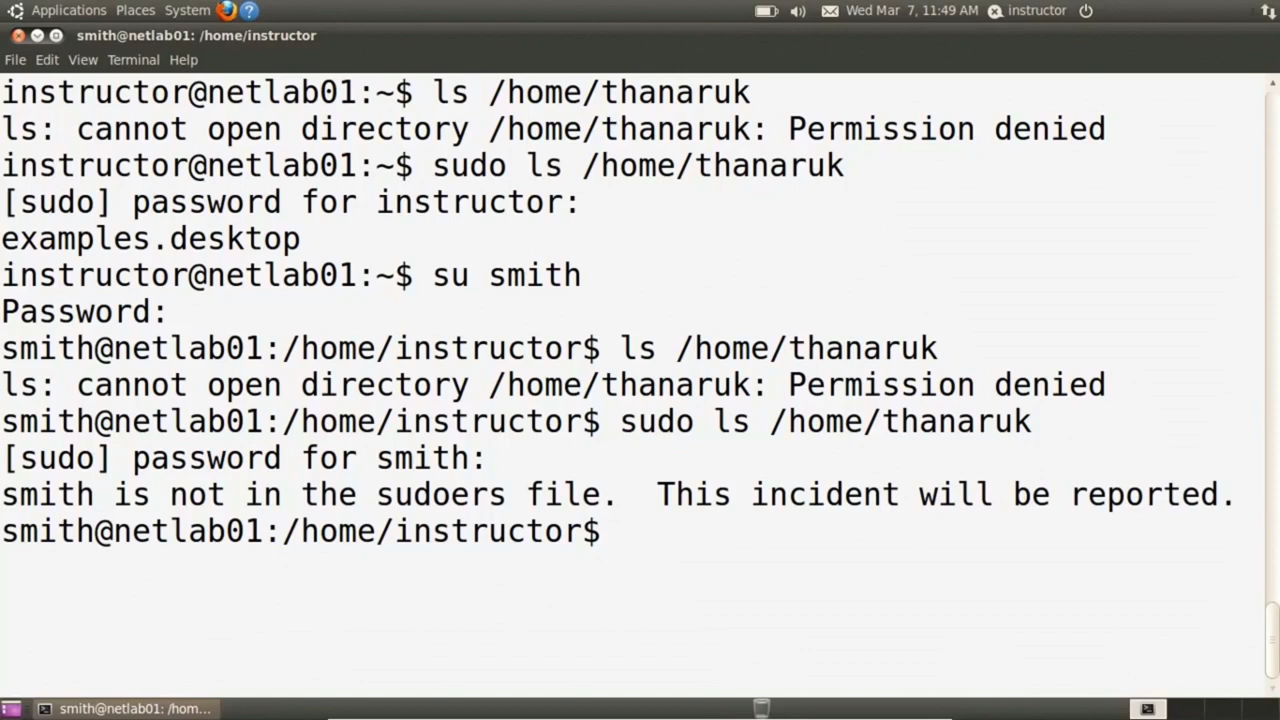 Applications Places System Wed Mar 7, 11:49 AM instructor
smith@netlab01: /home/instructor
File Edit View Terminal Help
instructor@netlab01:~$ ls /home/thanaruk
ls: cannot open directory /home/thanaruk: Permission denied
instructor@netlab01:~$ sudo ls /home/thanaruk
[sudo] password for instructor:
examples.desktop
instructor@netlab01:~$ su smith
Password:
smith@netlab01:/home/instructor$ ls /home/thanaruk
ls: cannot open directory /home/thanaruk: Permission denied
smith@netlab01:/home/instructor$ sudo ls /home/thanaruk
[sudo] password for smith:
smith is not in the sudoers file.  This incident will be reported.
smith@netlab01:/home/instructor$
smith@netlab01: /hom...